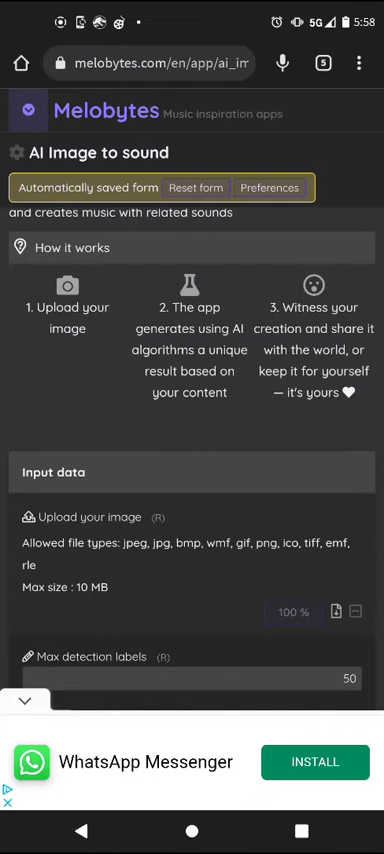 5G 5:58
melobytes.com/en/app/ai_im
5
Melobytes Music inspiration apps
AI Image to sound
Automatically saved form Reset form Preferences
and creates music with related sounds
How it works
1. Upload your
image
2. The app
generates using AI
algorithms a unique
result based on
your content
3. Witness your
creation and share it
with the world, or
keep it for yourself
— it's yours
Input data
Upload your image (R)
Allowed file types: jpeg, jpg, bmp, wmf, gif, png, ico, tiff, emf,
rle
Max size : 10 MB
100 %
Max detection labels (R)
50
WhatsApp Messenger
INSTALL